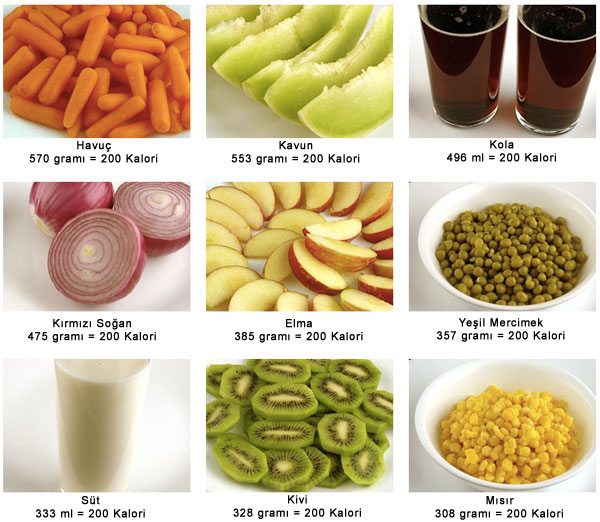 Havuç
570 gramı = 200 Kalori
Kavun
553 gramı = 200 Kalori
Kola
496 ml = 200 Kalori
Kırmızı Soğan
475 gramı = 200 Kalori
Elma
385 gramı = 200 Kalori
Yeşil Mercimek
357 gramı = 200 Kalori
Süt
333 ml = 200 Kalori
Kivi
328 gramı = 200 Kalori
Mısır
308 gramı = 200 Kalori